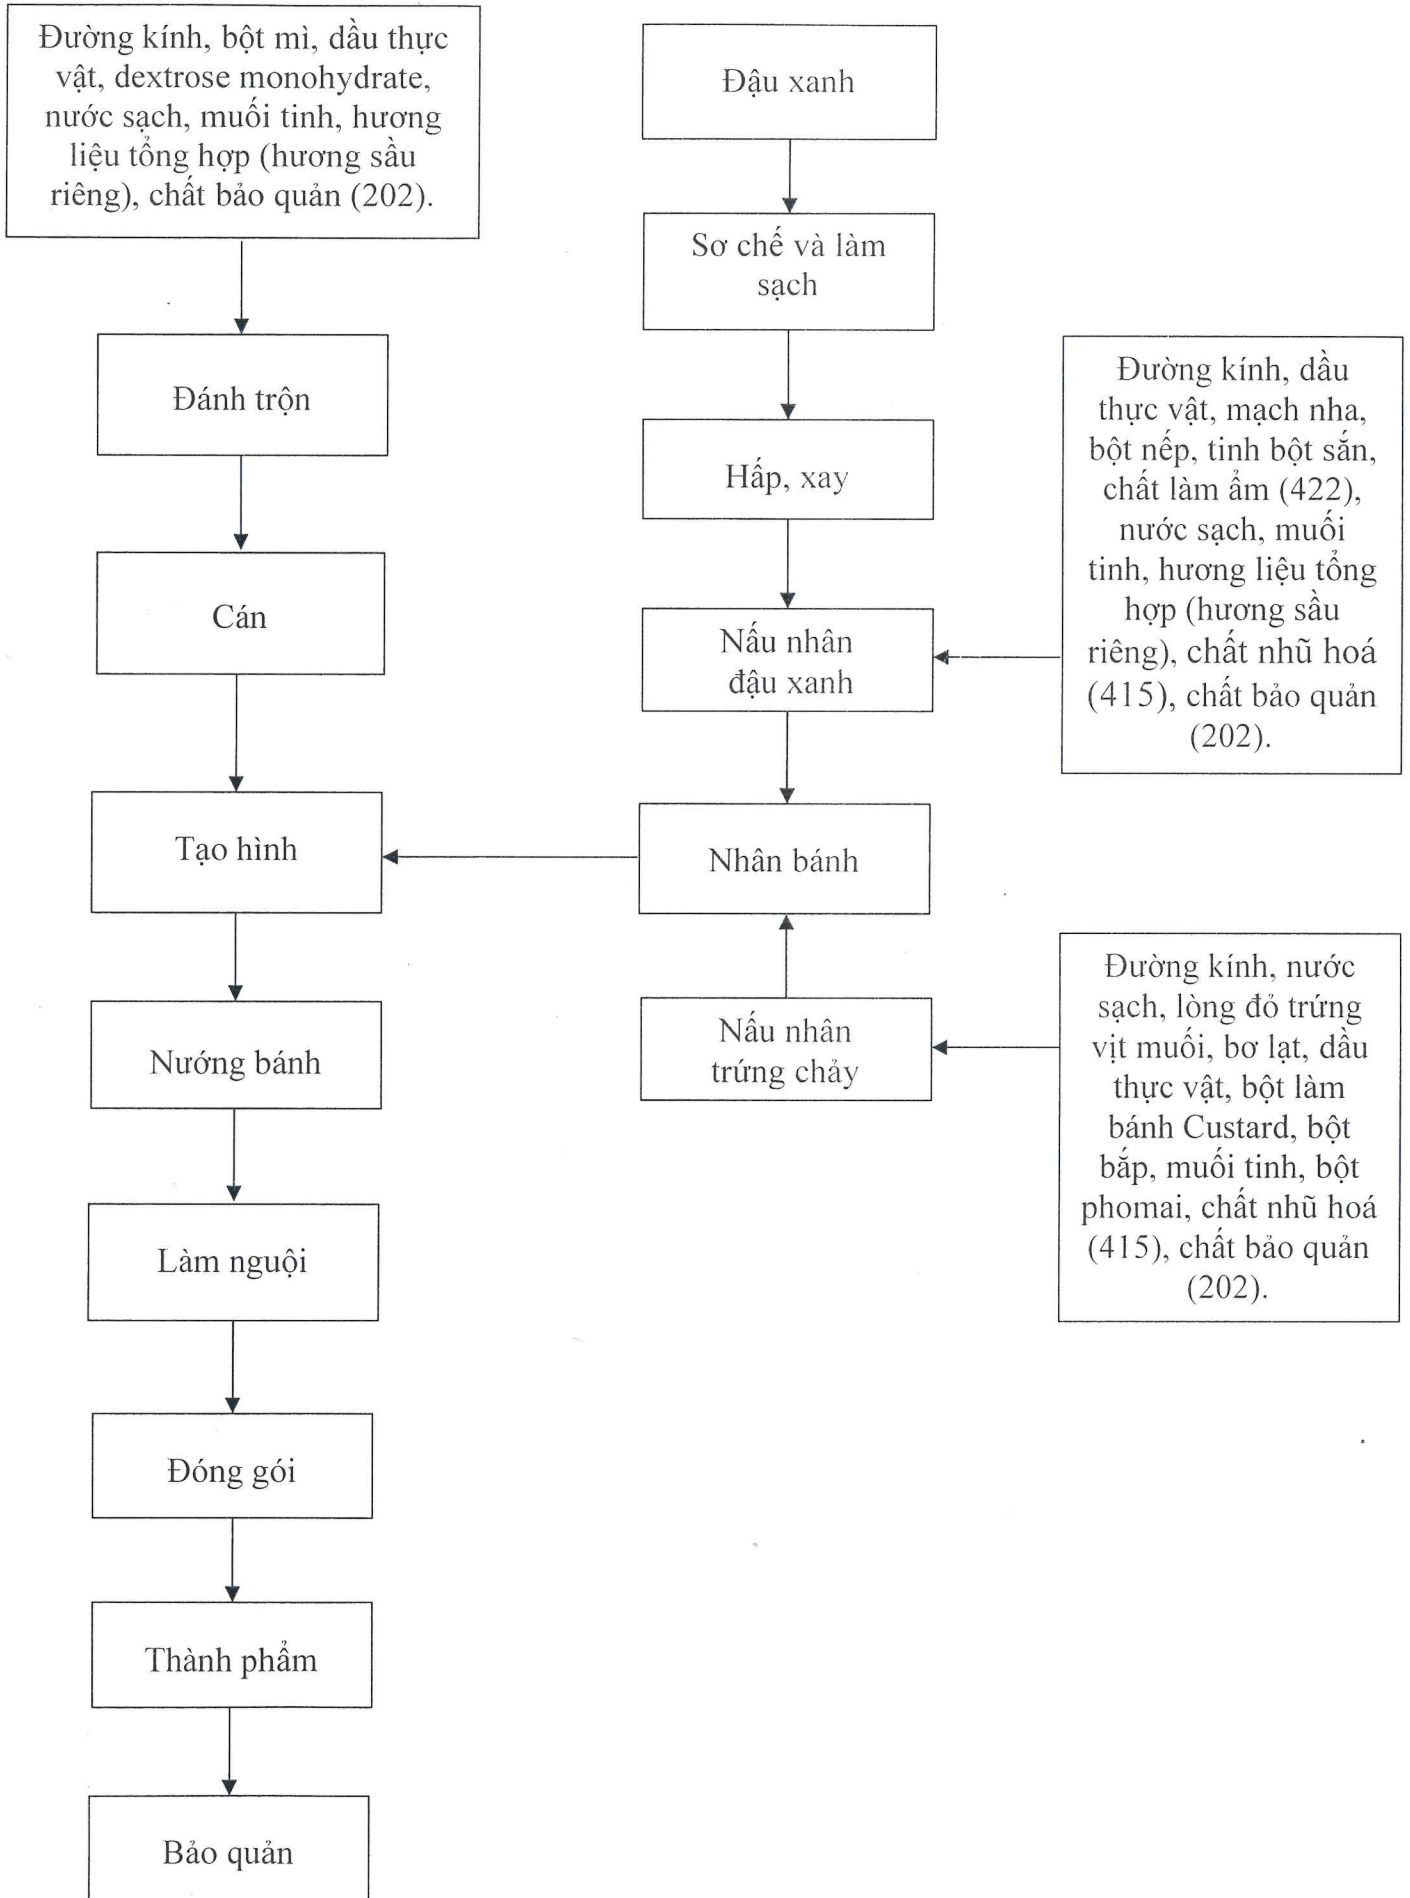 Đường kính, bột mì, dầu thực
vật, dextrose monohydrate,
nước sạch, muối tinh, hương
liệu tổng hợp (hương sầu
riêng), chất bảo quản (202).
Đánh trộn
Cán
Tạo hình
Nướng bánh
Làm nguội
Đóng gói
Thành phẩm
Bảo quản
Đậu xanh
Sơ chế và làm
sạch
Hấp, xay
Nấu nhân
đậu xanh
Nhân bánh
Nấu nhân
trứng chảy
Đường kính, dầu
thực vật, mạch nha,
bột nếp, tinh bột sắn,
chất làm ẩm (422),
nước sạch, muối
tinh, hương liệu tổng
hợp (hương sầu
riêng), chất nhũ hoá
(415), chất bảo quản
(202).
Đường kính, nước
sạch, lòng đỏ trứng
vịt muối, bơ lạt, dầu
thực vật, bột làm
bánh Custard, bột
bắp, muối tinh, bột
phomai, chất nhũ hoá
(415), chất bảo quản
(202).